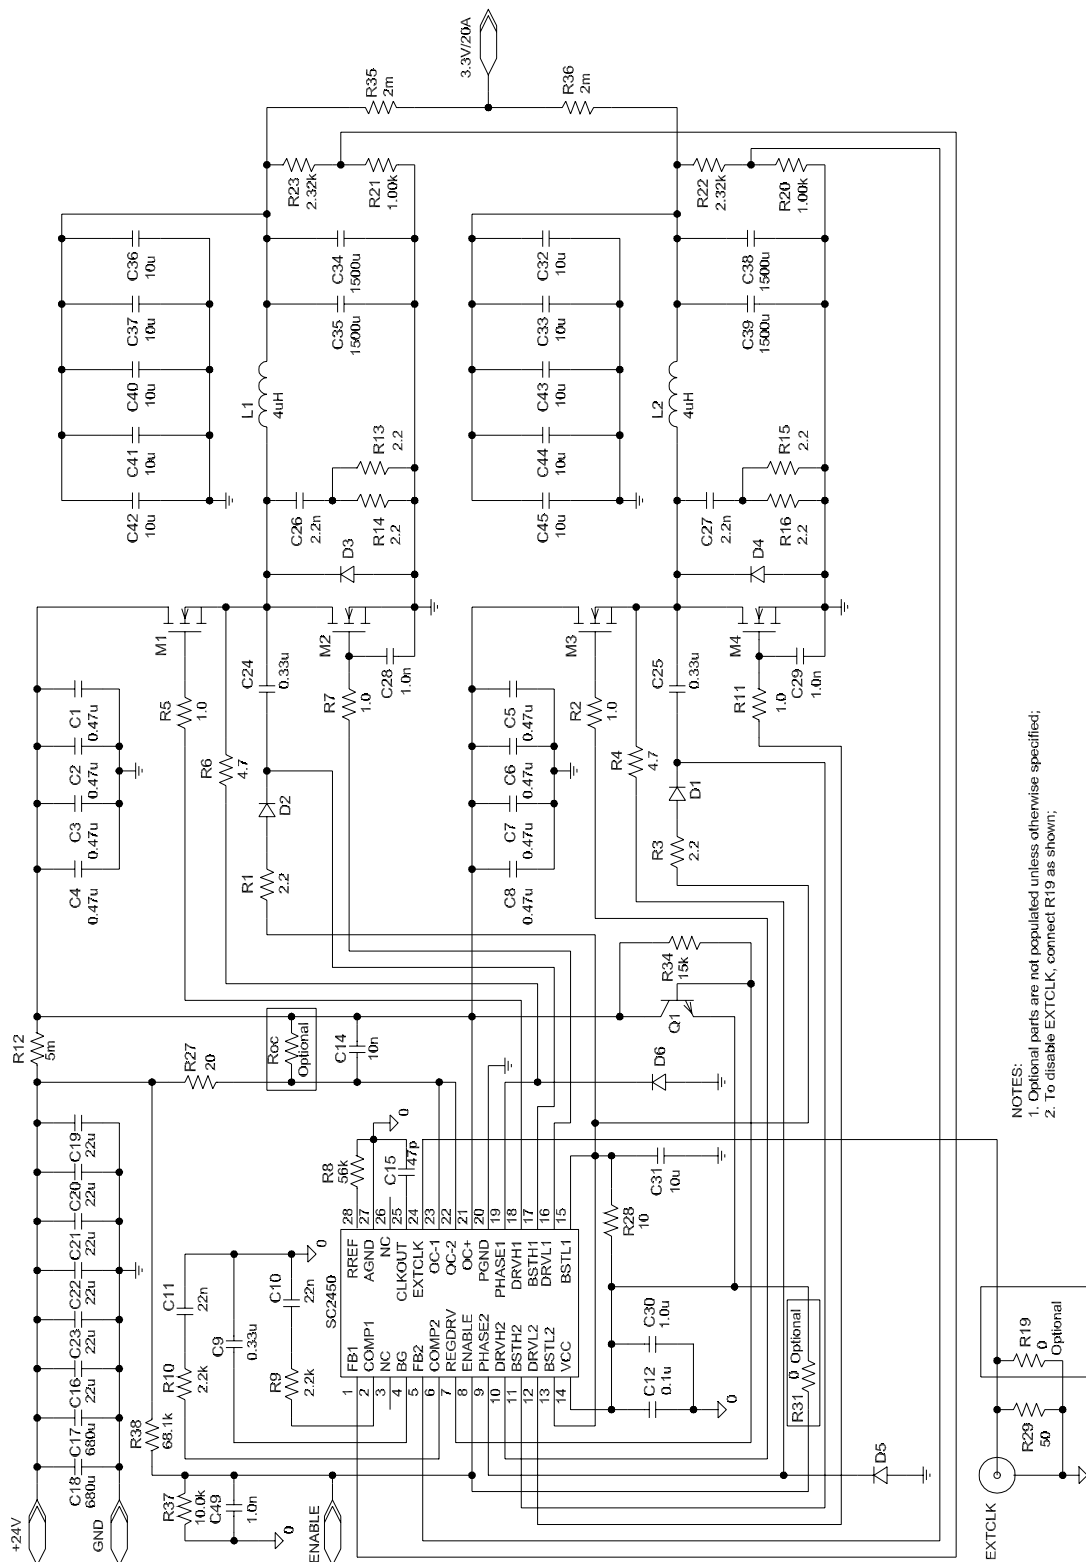 +24V
GND
C18
680u
C17
680u
C16
22u
C23
22u
C22
22u
C21
22u
C20
22u
C19
22u
R12
5m
C4
0.47u
C3
0.47u
C2
0.47u
C1
0.47u
M1
C42
10u
C41
10u
C40
10u
C37
10u
C36
10u
R37
10.0k
C49
1.0n
0
R38
68.1k
R10
2.2k
C11
22n
C9
0.33u
R9
2.2k
C10
22n
0
R27
20
Roc
Optional
C14
10n
R5
1.0
R6
4.7
R1
2.2
D2
C24
0.33u
R7
1.0
M2
C28
1.0n
D3
C26
2.2n
R14
2.2
R13
2.2
L1
4uH
C35
1500u
C34
1500u
R23
2.32k
R21
1.00k
R35
2m
3.3V/20A
R36
2m
ENABLE
SC2450
1 FB1
2 COMP1
3 NC
4 BG
5 FB2
6 COMP2
7 REGDRV
8 ENABLE
9 PHASE2
10 DRVH2
11 BSTH2
12 DRVL2
13 BSTL2
14 VCC
RREF 28
AGND 27
NC 26
CLKOUT 25
EXTCLK 24
OC-1 23
OC-2 22
OC+ 21
PGND 20
PHASE1 19
DRVH1 18
BSTH1 17
DRVL1 16
BSTL1 15
R8
56k
C15
47p
0
C8
0.47u
C7
0.47u
C6
0.47u
C5
0.47u
M3
C45
10u
C44
10u
C43
10u
C33
10u
C32
10u
R2
1.0
R4
4.7
R3
2.2
D1
C25
0.33u
R11
1.0
M4
C29
1.0n
D4
C27
2.2n
R16
2.2
R15
2.2
L2
4uH
C39
1500u
C38
1500u
R22
2.32k
R20
1.00k
Q1
R34
15k
D6
C12
0.1u
C30
1.0u
0
R28
10
C31
10u
R31
0 Optional
D5
EXTCLK
R29
50
R19
0
Optional
NOTES:
1. Optional parts are not populated unless otherwise specified;
2. To disable EXTCLK, connect R19 as shown;